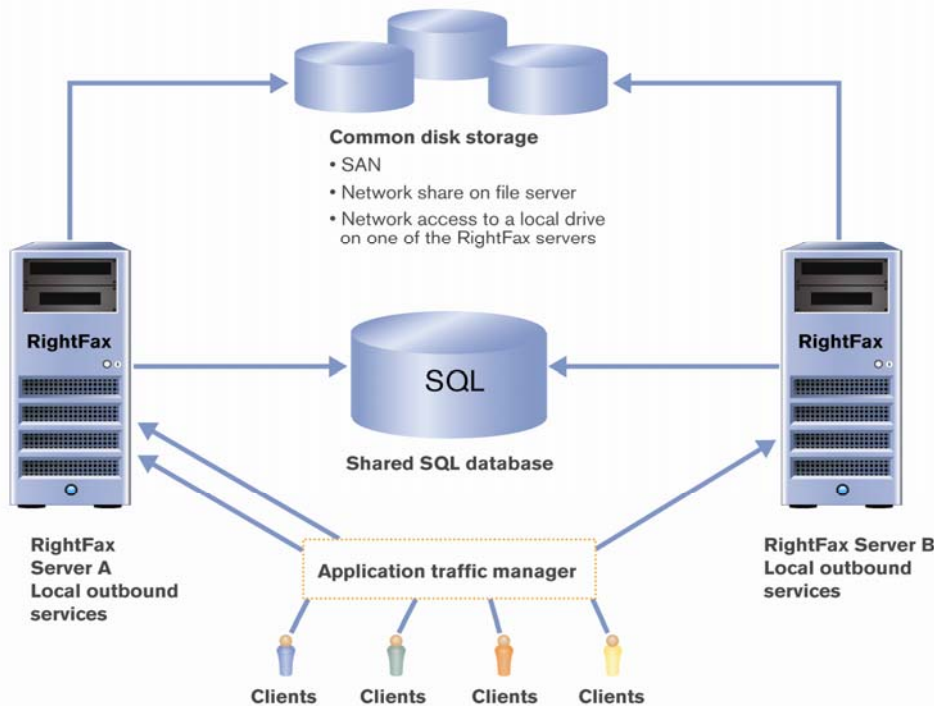 Common disk storage
• SAN
• Network share on file server
• Network access to a local drive
on one of the RightFax servers
RightFax
RightFax
SQL
Shared SQL database
RightFax
Server A
Local outbound
services
RightFax Server B
Local outbound
services
Application traffic manager
Clients
Clients
Clients
Clients